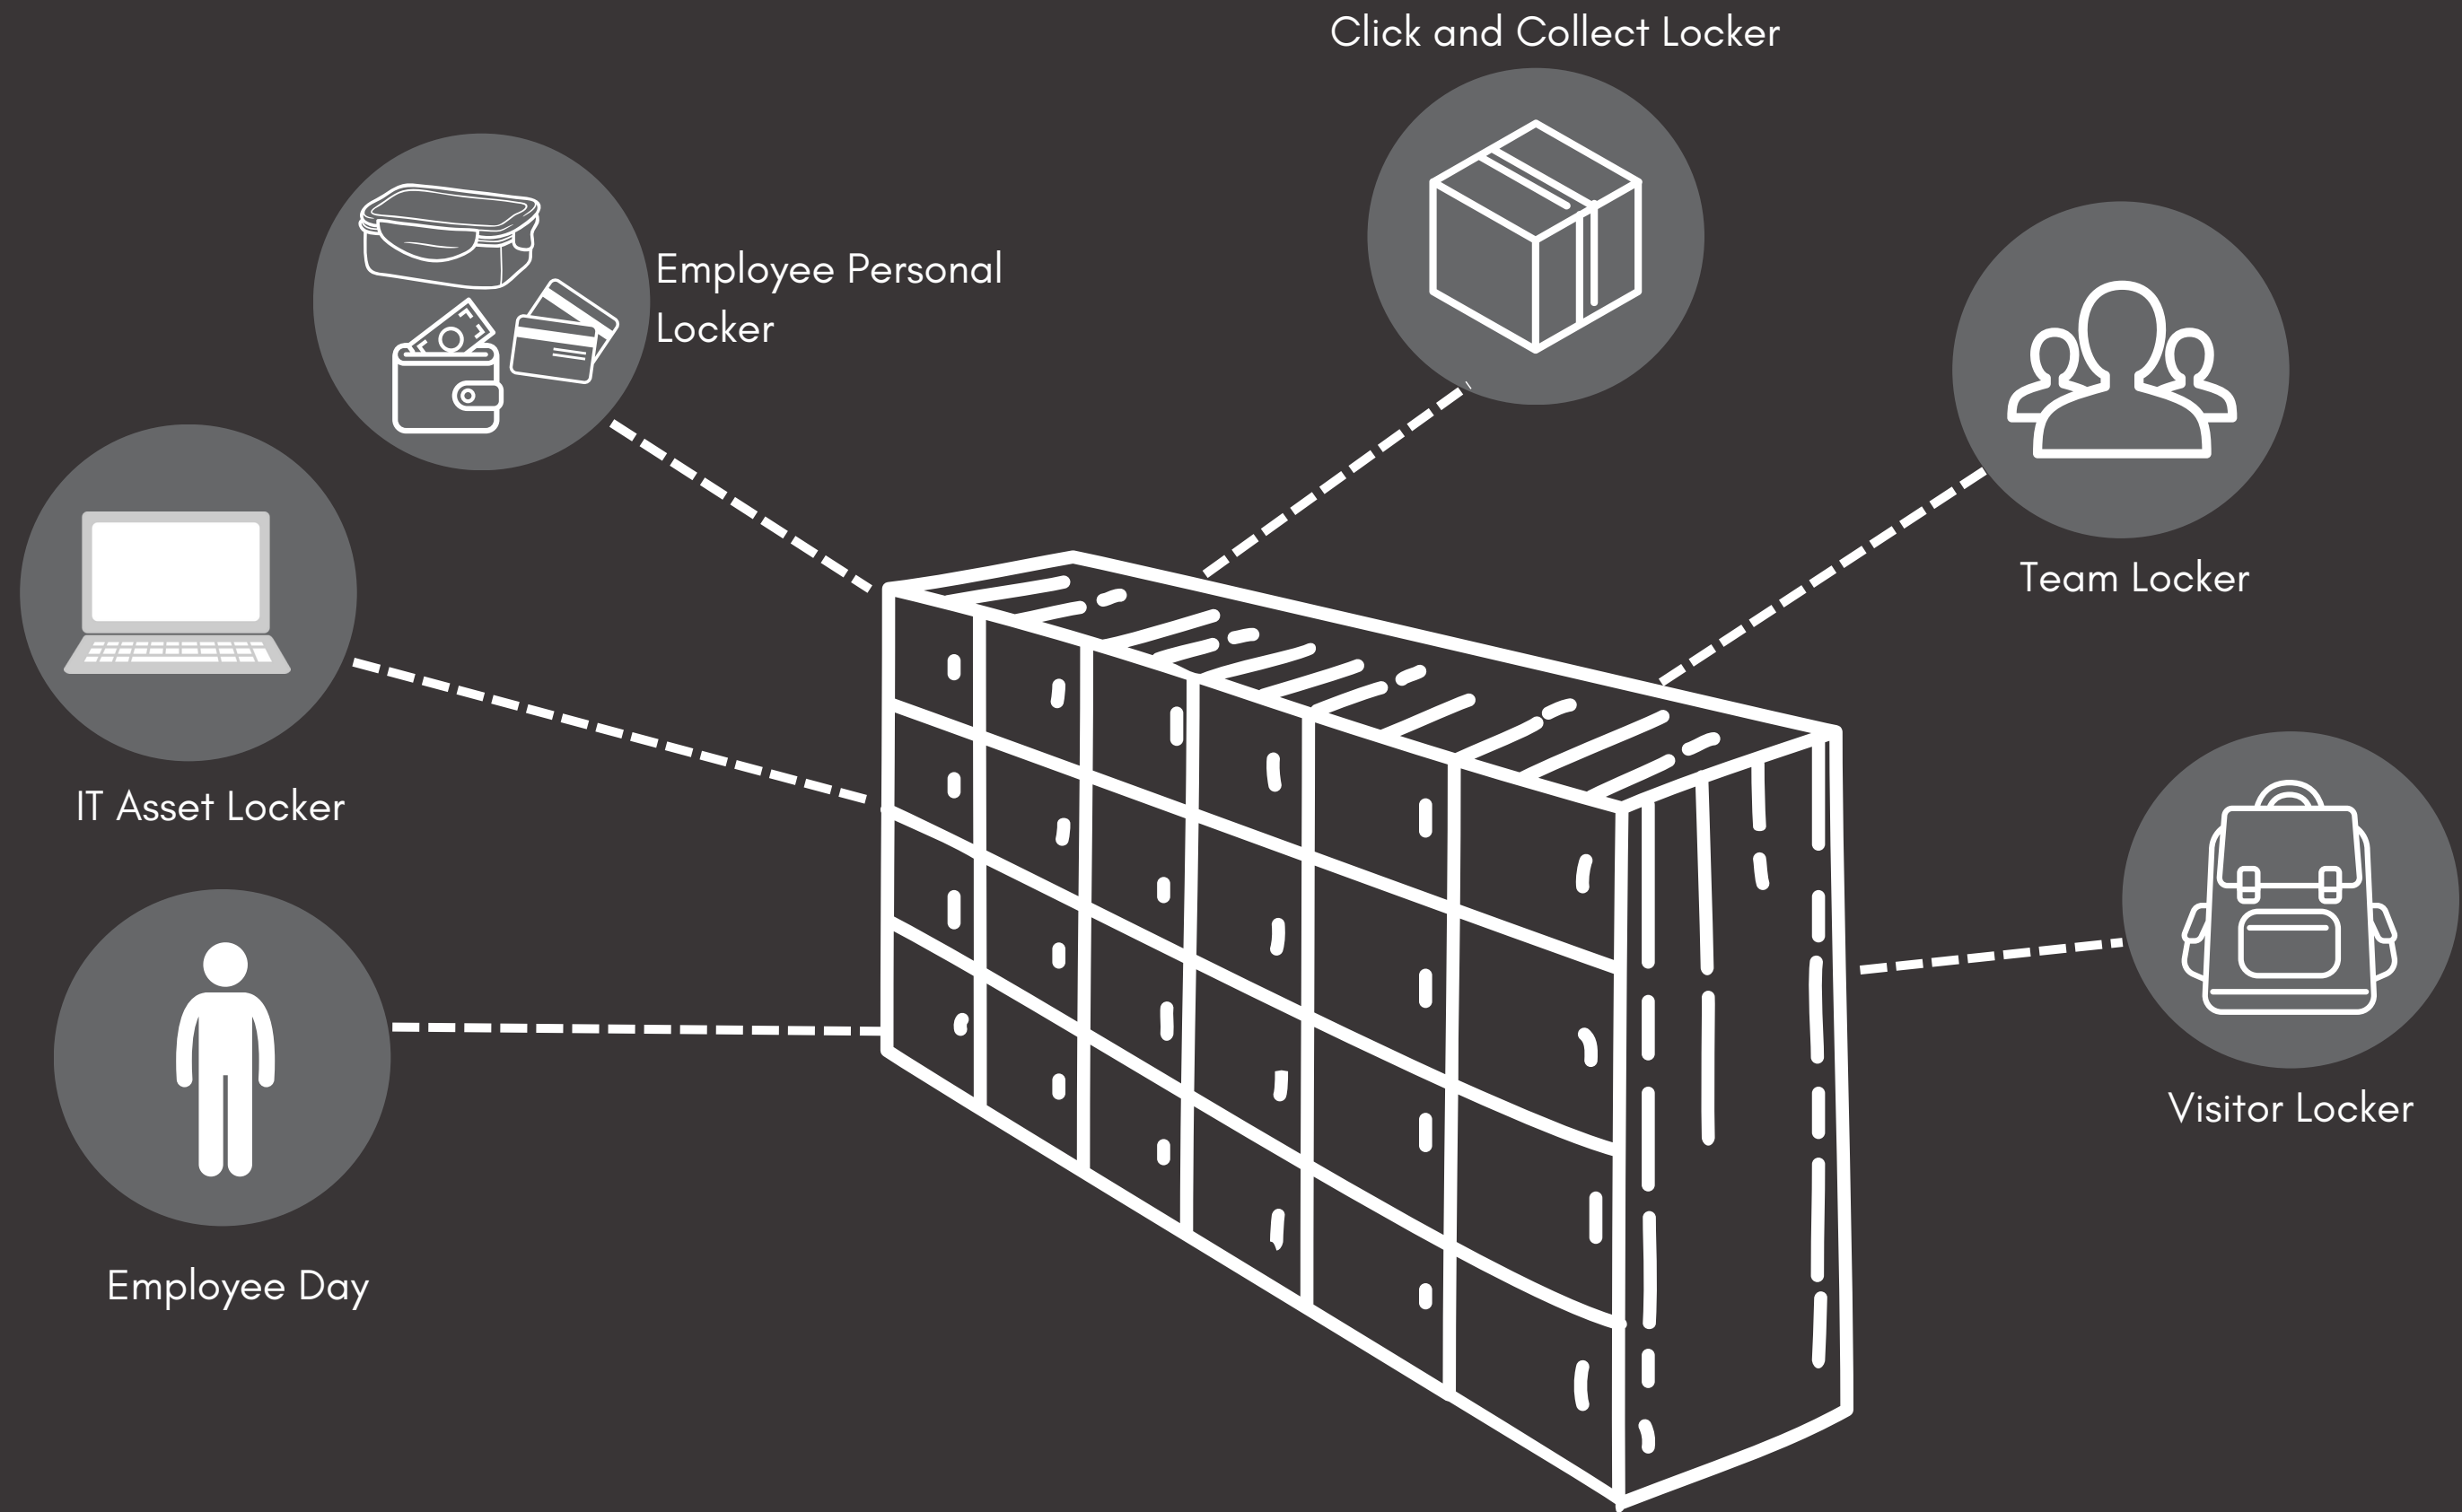 Click and Collect Locker
Employee Personal
Locker
Team Locker
IT Asset Locker
Visitor Locker
Employee Day